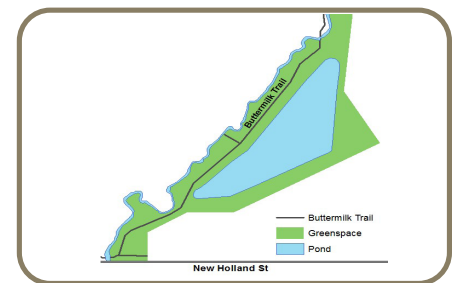 Buttermilk Trail
Buttermilk Trail
Greenspace
Pond
New Holland St